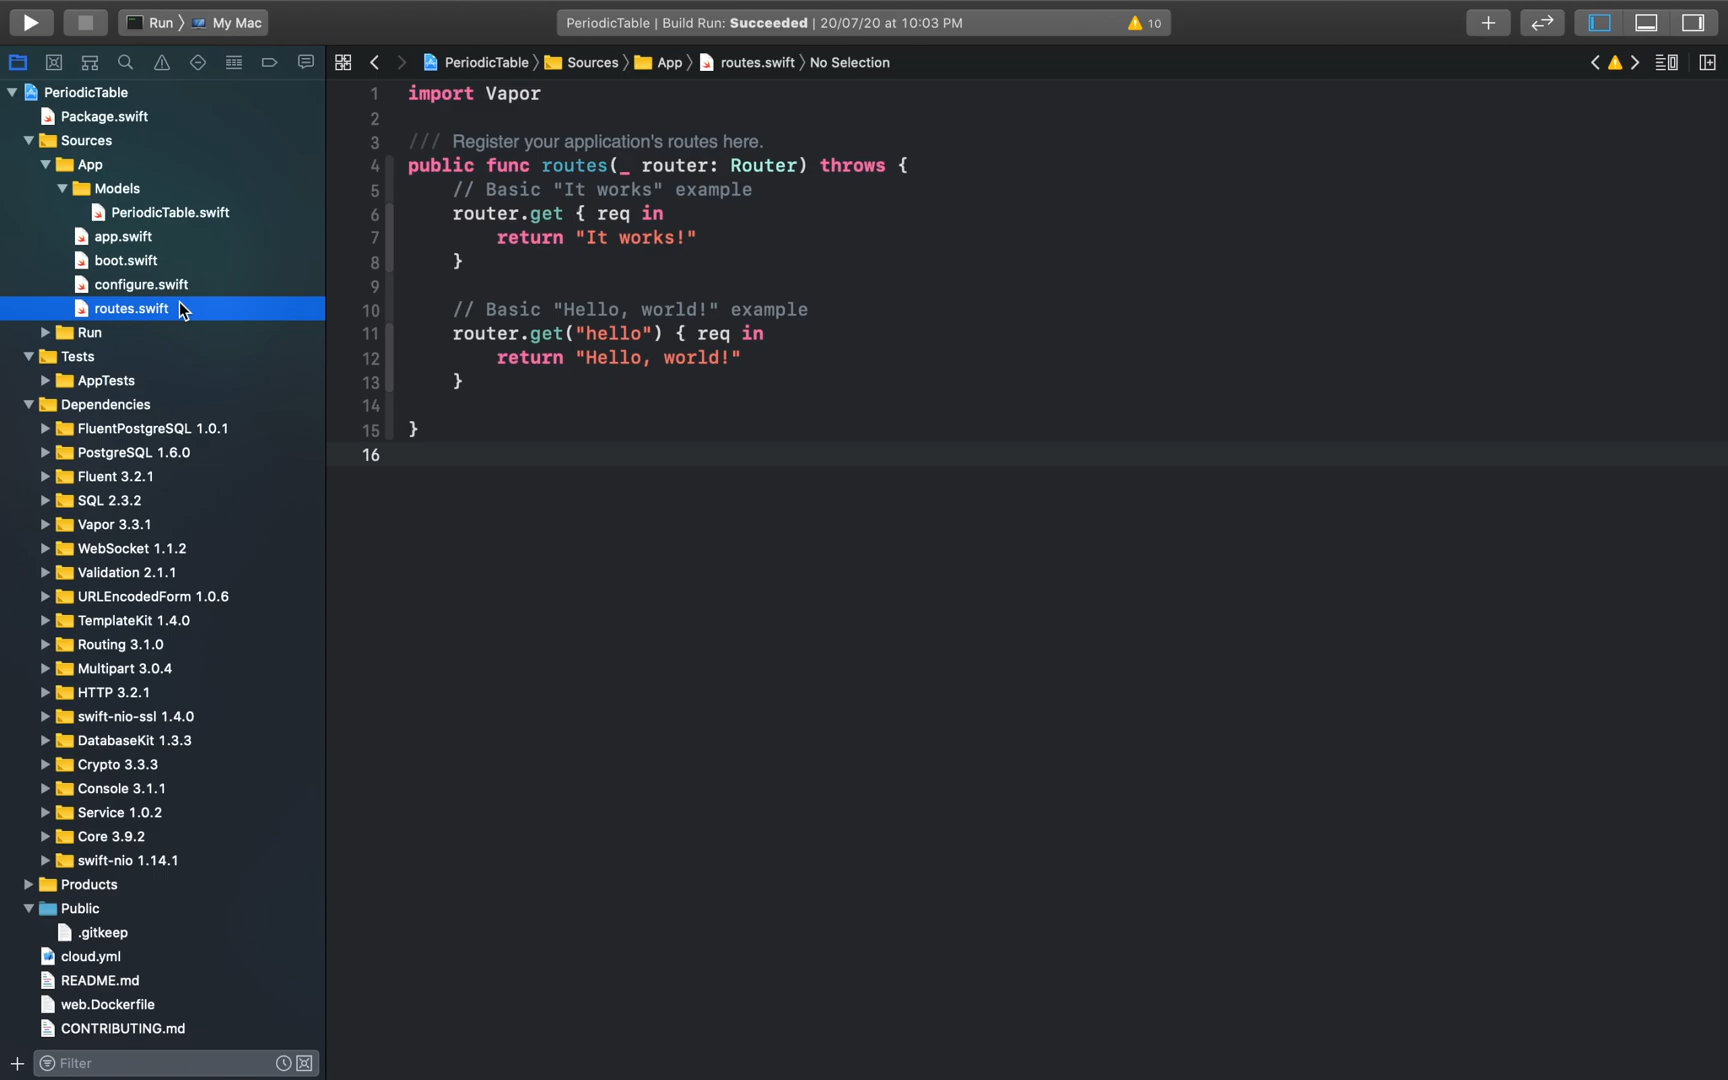 Run 〉 My Mac
PeriodicTable | Build Run: Succeeded | 20/07/20 at 10:03 PM
10
PeriodicTable 〉 Sources 〉 App 〉 routes.swift 〉 No Selection
PeriodicTable
Package.swift
Sources
App
Models
PeriodicTable.swift
app.swift
boot.swift
configure.swift
routes.swift
Run
Tests
AppTests
Dependencies
FluentPostgreSQL 1.0.1
PostgreSQL 1.6.0
Fluent 3.2.1
SQL 2.3.2
Vapor 3.3.1
WebSocket 1.1.2
Validation 2.1.1
URLEncodedForm 1.0.6
TemplateKit 1.4.0
Routing 3.1.0
Multipart 3.0.4
HTTP 3.2.1
swift-nio-ssl 1.4.0
DatabaseKit 1.3.3
Crypto 3.3.3
Console 3.1.1
Service 1.0.2
Core 3.9.2
swift-nio 1.14.1
Products
Public
.gitkeep
cloud.yml
README.md
web.Dockerfile
CONTRIBUTING.md
Filter
1 import Vapor
2
3 /// Register your application's routes here.
4 public func routes(_ router: Router) throws {
5 // Basic "It works" example
6 router.get { req in
7 return "It works!"
8 }
9
10 // Basic "Hello, world!" example
11 router.get("hello") { req in
12 return "Hello, world!"
13 }
14
15 }
16